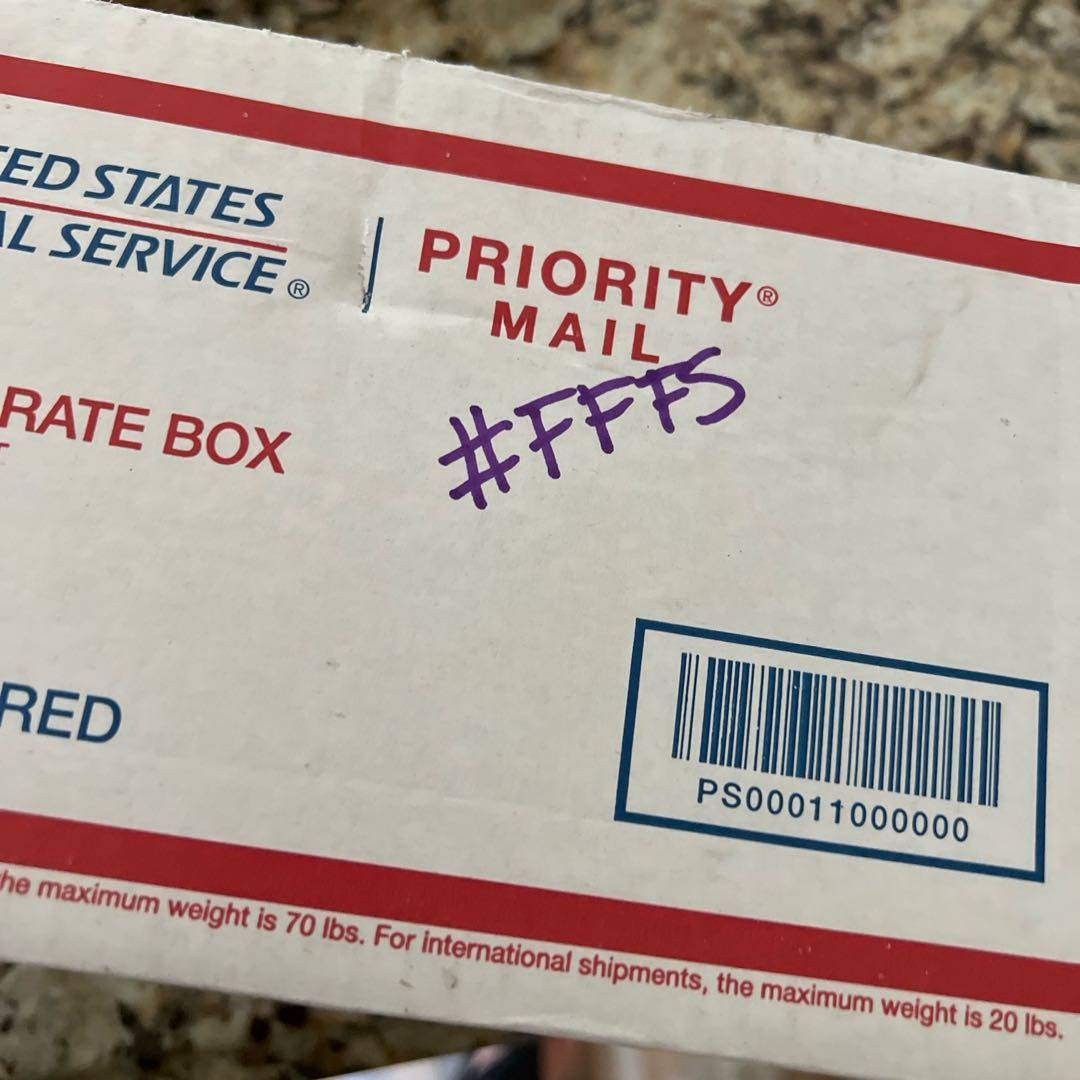 ED STATES
AL SERVICE®
PRIORITY®
MAIL
#FFFS
RATE BOX
RED
PS00011000000
he maximum weight is 70 lbs. For international shipments, the maximum weight is 20 lbs.